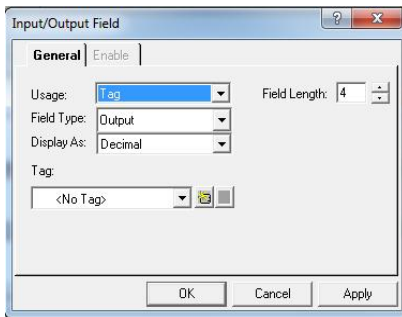 Input/Output Field
General Enable
Usage: Tag Field Length: 4
Field Type: Output
Display As: Decimal
Tag:
<No Tag>
OK Cancel Apply